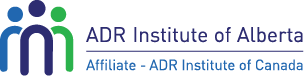 ADR Institute of Alberta
Affiliate - ADR Institute of Canada